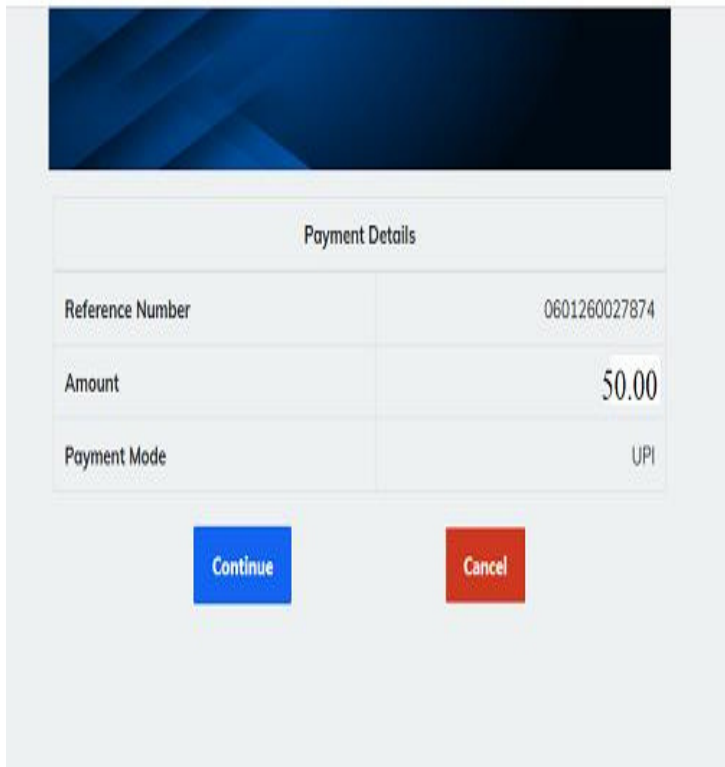 Payment Details
Reference Number 0601260027874
Amount 50.00
Payment Mode UPI
Continue Cancel